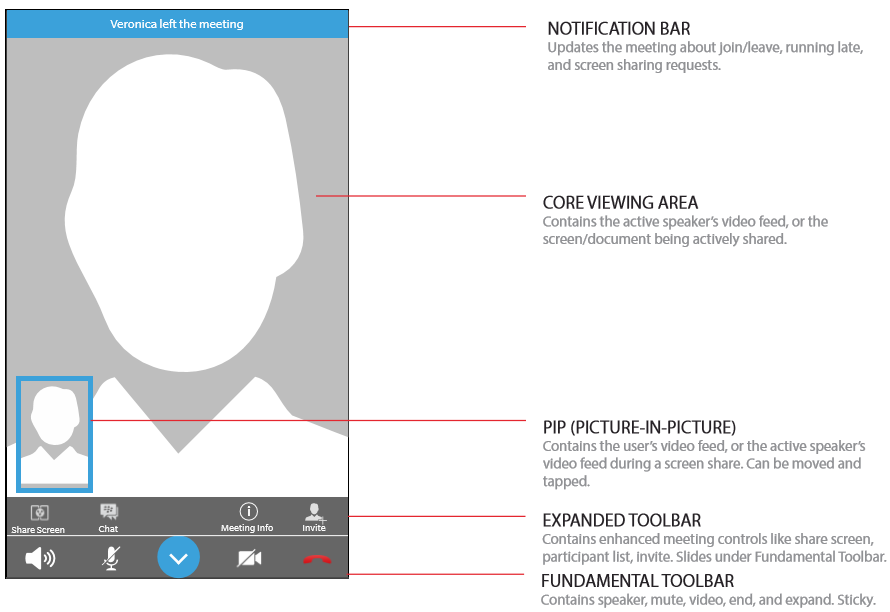 Veronica left the meeting
NOTIFICATION BAR
Updates the meeting about join/leave, running late,
and screen sharing requests.
CORE VIEWING AREA
Contains the active speaker's video feed, or the
screen/document being actively shared.
PIP (PICTURE-IN-PICTURE)
Contains the user's video feed, or the active speaker's
video feed during a screen share. Can be moved and
tapped.
Share Screen
Chat
Meeting Info
Invite
EXPANDED TOOLBAR
Contains enhanced meeting controls like share screen,
participant list, invite. Slides under Fundamental Toolbar.
FUNDAMENTAL TOOLBAR
Contains speaker, mute, video, end, and expand. Sticky.